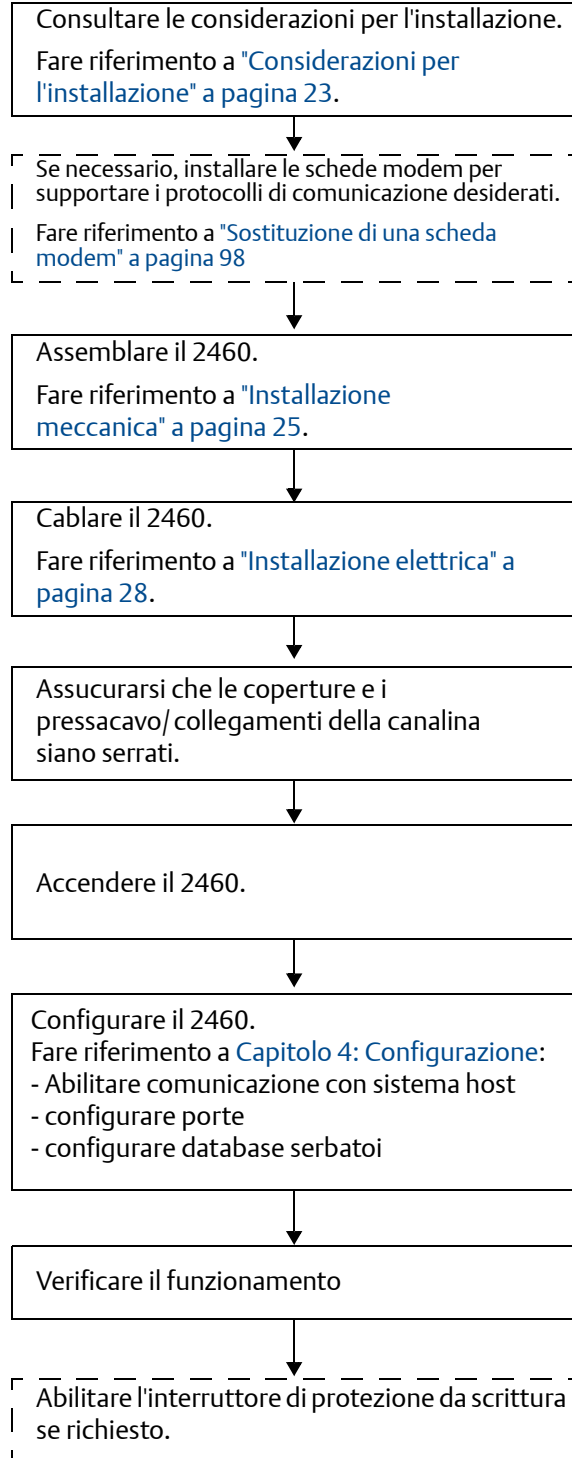 Consultare le considerazioni per l'installazione.
Fare riferimento a "Considerazioni per
l'installazione" a pagina 23.
Se necessario, installare le schede modem per
supportare i protocolli di comunicazione desiderati.
Fare riferimento a "Sostituzione di una scheda
modem" a pagina 98
Assemblare il 2460.
Fare riferimento a "Installazione
meccanica" a pagina 25.
Cablare il 2460.
Fare riferimento a "Installazione elettrica" a
pagina 28.
Assucurarsi che le coperture e i
pressacavo/ collegamenti della canalina
siano serrati.
Accendere il 2460.
Configurare il 2460.
Fare riferimento a Capitolo 4: Configurazione:
- Abilitare comunicazione con sistema host
- configurare porte
- configurare database serbatoi
Verificare il funzionamento
Abilitare l'interruttore di protezione da scrittura
se richiesto.